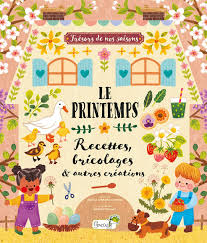 Trésors de nos saisons
LE
PRINTEMPS
Recettes,
bricolages
& autres créations